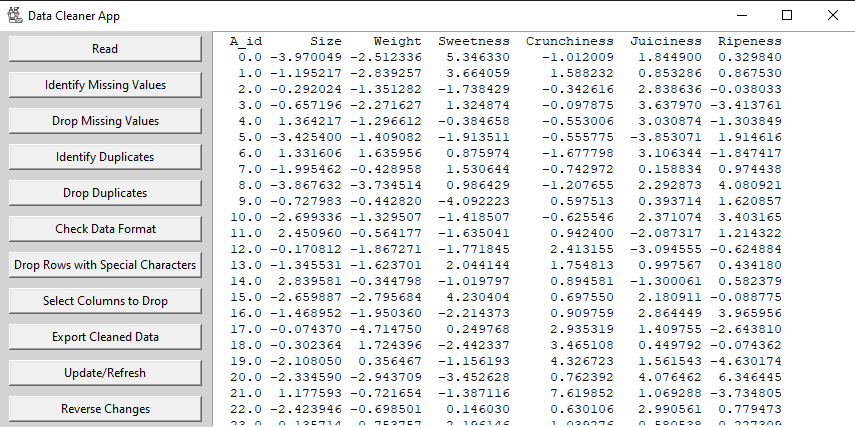 Data Cleaner App
Read
Identify Missing Values
Drop Missing Values
Identify Duplicates
Drop Duplicates
Check Data Format
Drop Rows with Special Characters
Select Columns to Drop
Export Cleaned Data
Update/Refresh
Reverse Changes
A_id Size Weight Sweetness Crunchiness Juiciness Ripeness
0.0 -3.970049 -2.512336 5.346330 -1.012009 1.844900 0.329840
1.0 -1.195217 -2.839257 3.664059 1.588232 0.853286 0.867530
2.0 -0.292024 -1.351282 -1.738429 -0.342616 2.838636 -0.038033
3.0 -0.657196 -2.271627 1.324874 -0.097875 3.637970 -3.413761
4.0 1.364217 -1.296612 -0.384658 -0.553006 3.030874 -1.303849
5.0 -3.425400 -1.409082 -1.913511 -0.555775 -3.853071 1.914616
6.0 1.331606 1.635956 0.875974 -1.677798 3.106344 -1.847417
7.0 -1.995462 -0.428958 1.530644 -0.742972 0.158834 0.974438
8.0 -3.867632 -3.734514 0.986429 -1.207655 2.292873 4.080921
9.0 -0.727983 -0.442820 -4.092223 0.597513 0.393714 1.620857
10.0 -2.699336 -1.329507 -1.418507 -0.625546 2.371074 3.403165
11.0 2.450960 -0.564177 -1.635041 0.942400 -2.087317 1.214322
12.0 -0.170812 -1.867271 -1.771845 2.413155 -3.094555 -0.624884
13.0 -1.345531 -1.623701 2.044144 1.754813 0.997567 0.434180
14.0 2.839581 -0.344798 -1.019797 0.894581 -1.300061 0.582379
15.0 -2.659887 -2.795684 4.230404 0.697550 2.180911 -0.088775
16.0 -1.468952 -1.950360 -2.214373 0.909759 2.864449 3.965956
17.0 -0.074370 -4.714750 0.249768 2.935319 1.409755 -2.643810
18.0 -0.302364 1.724396 -2.442337 3.465108 0.449792 -0.074362
19.0 -2.108050 0.356467 -1.156193 4.326723 1.561543 -4.630174
20.0 -2.334590 -2.943709 -3.452628 0.762392 4.076462 6.346445
21.0 1.177593 -0.721654 -1.387116 7.619852 1.069288 -3.734805
22.0 -2.423946 -0.698501 0.146030 0.630106 2.990561 0.779473